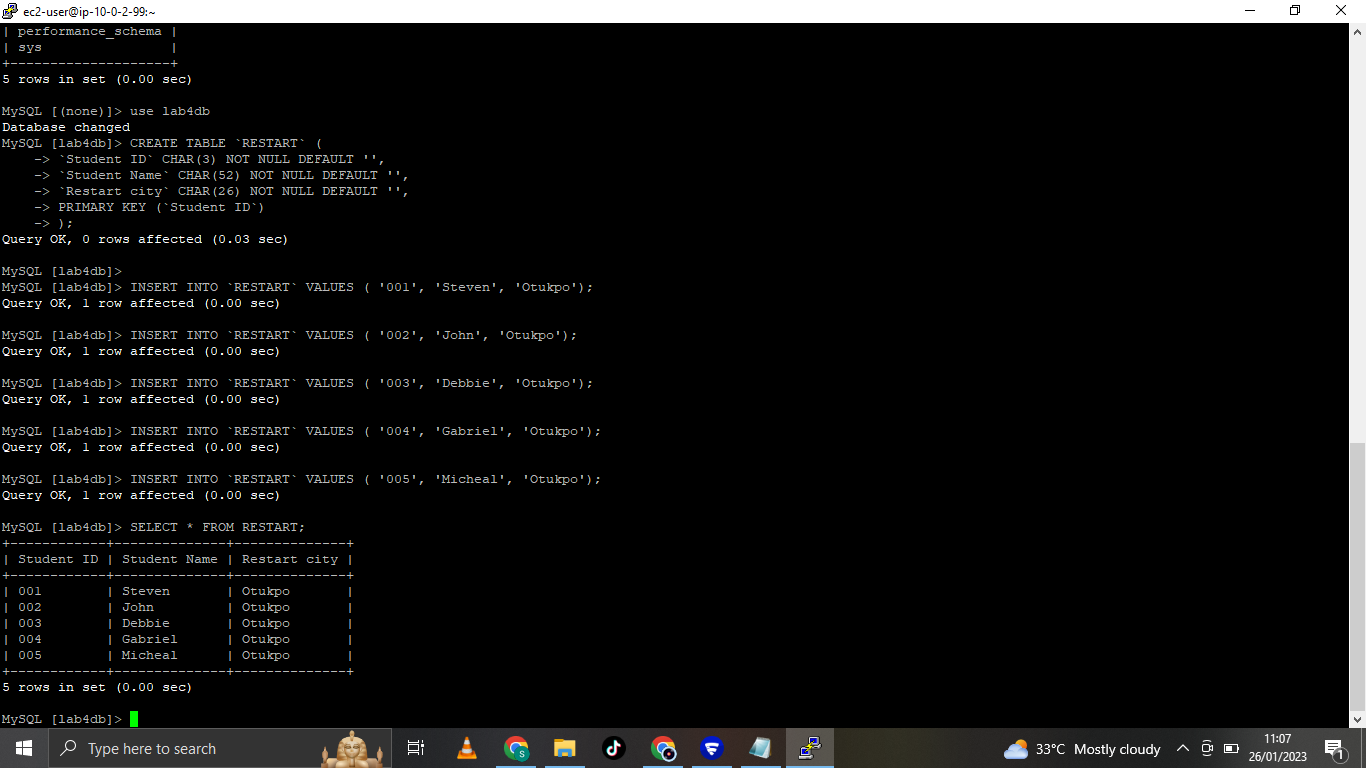 ec2-user@ip-10-0-2-99:~
| performance_schema |
| sys                |
+--------------------+
5 rows in set (0.00 sec)
MySQL [(none)]> use lab4db
Database changed
MySQL [lab4db]> CREATE TABLE `RESTART` (
    -> `Student ID` CHAR(3) NOT NULL DEFAULT '',
    -> `Student Name` CHAR(52) NOT NULL DEFAULT '',
    -> `Restart city` CHAR(26) NOT NULL DEFAULT '',
    -> PRIMARY KEY (`Student ID`)
    -> );
Query OK, 0 rows affected (0.03 sec)
MySQL [lab4db]>
MySQL [lab4db]> INSERT INTO `RESTART` VALUES ( '001', 'Steven', 'Otukpo');
Query OK, 1 row affected (0.00 sec)
MySQL [lab4db]> INSERT INTO `RESTART` VALUES ( '002', 'John', 'Otukpo');
Query OK, 1 row affected (0.00 sec)
MySQL [lab4db]> INSERT INTO `RESTART` VALUES ( '003', 'Debbie', 'Otukpo');
Query OK, 1 row affected (0.00 sec)
MySQL [lab4db]> INSERT INTO `RESTART` VALUES ( '004', 'Gabriel', 'Otukpo');
Query OK, 1 row affected (0.00 sec)
MySQL [lab4db]> INSERT INTO `RESTART` VALUES ( '005', 'Micheal', 'Otukpo');
Query OK, 1 row affected (0.00 sec)
MySQL [lab4db]> SELECT * FROM RESTART;
+------------+--------------+--------------+
| Student ID | Student Name | Restart city |
+------------+--------------+--------------+
| 001        | Steven       | Otukpo       |
| 002        | John         | Otukpo       |
| 003        | Debbie       | Otukpo       |
| 004        | Gabriel      | Otukpo       |
| 005        | Micheal      | Otukpo       |
+------------+--------------+--------------+
5 rows in set (0.00 sec)
MySQL [lab4db]>
Type here to search
S
33°C Mostly cloudy
11:07
26/01/2023
1